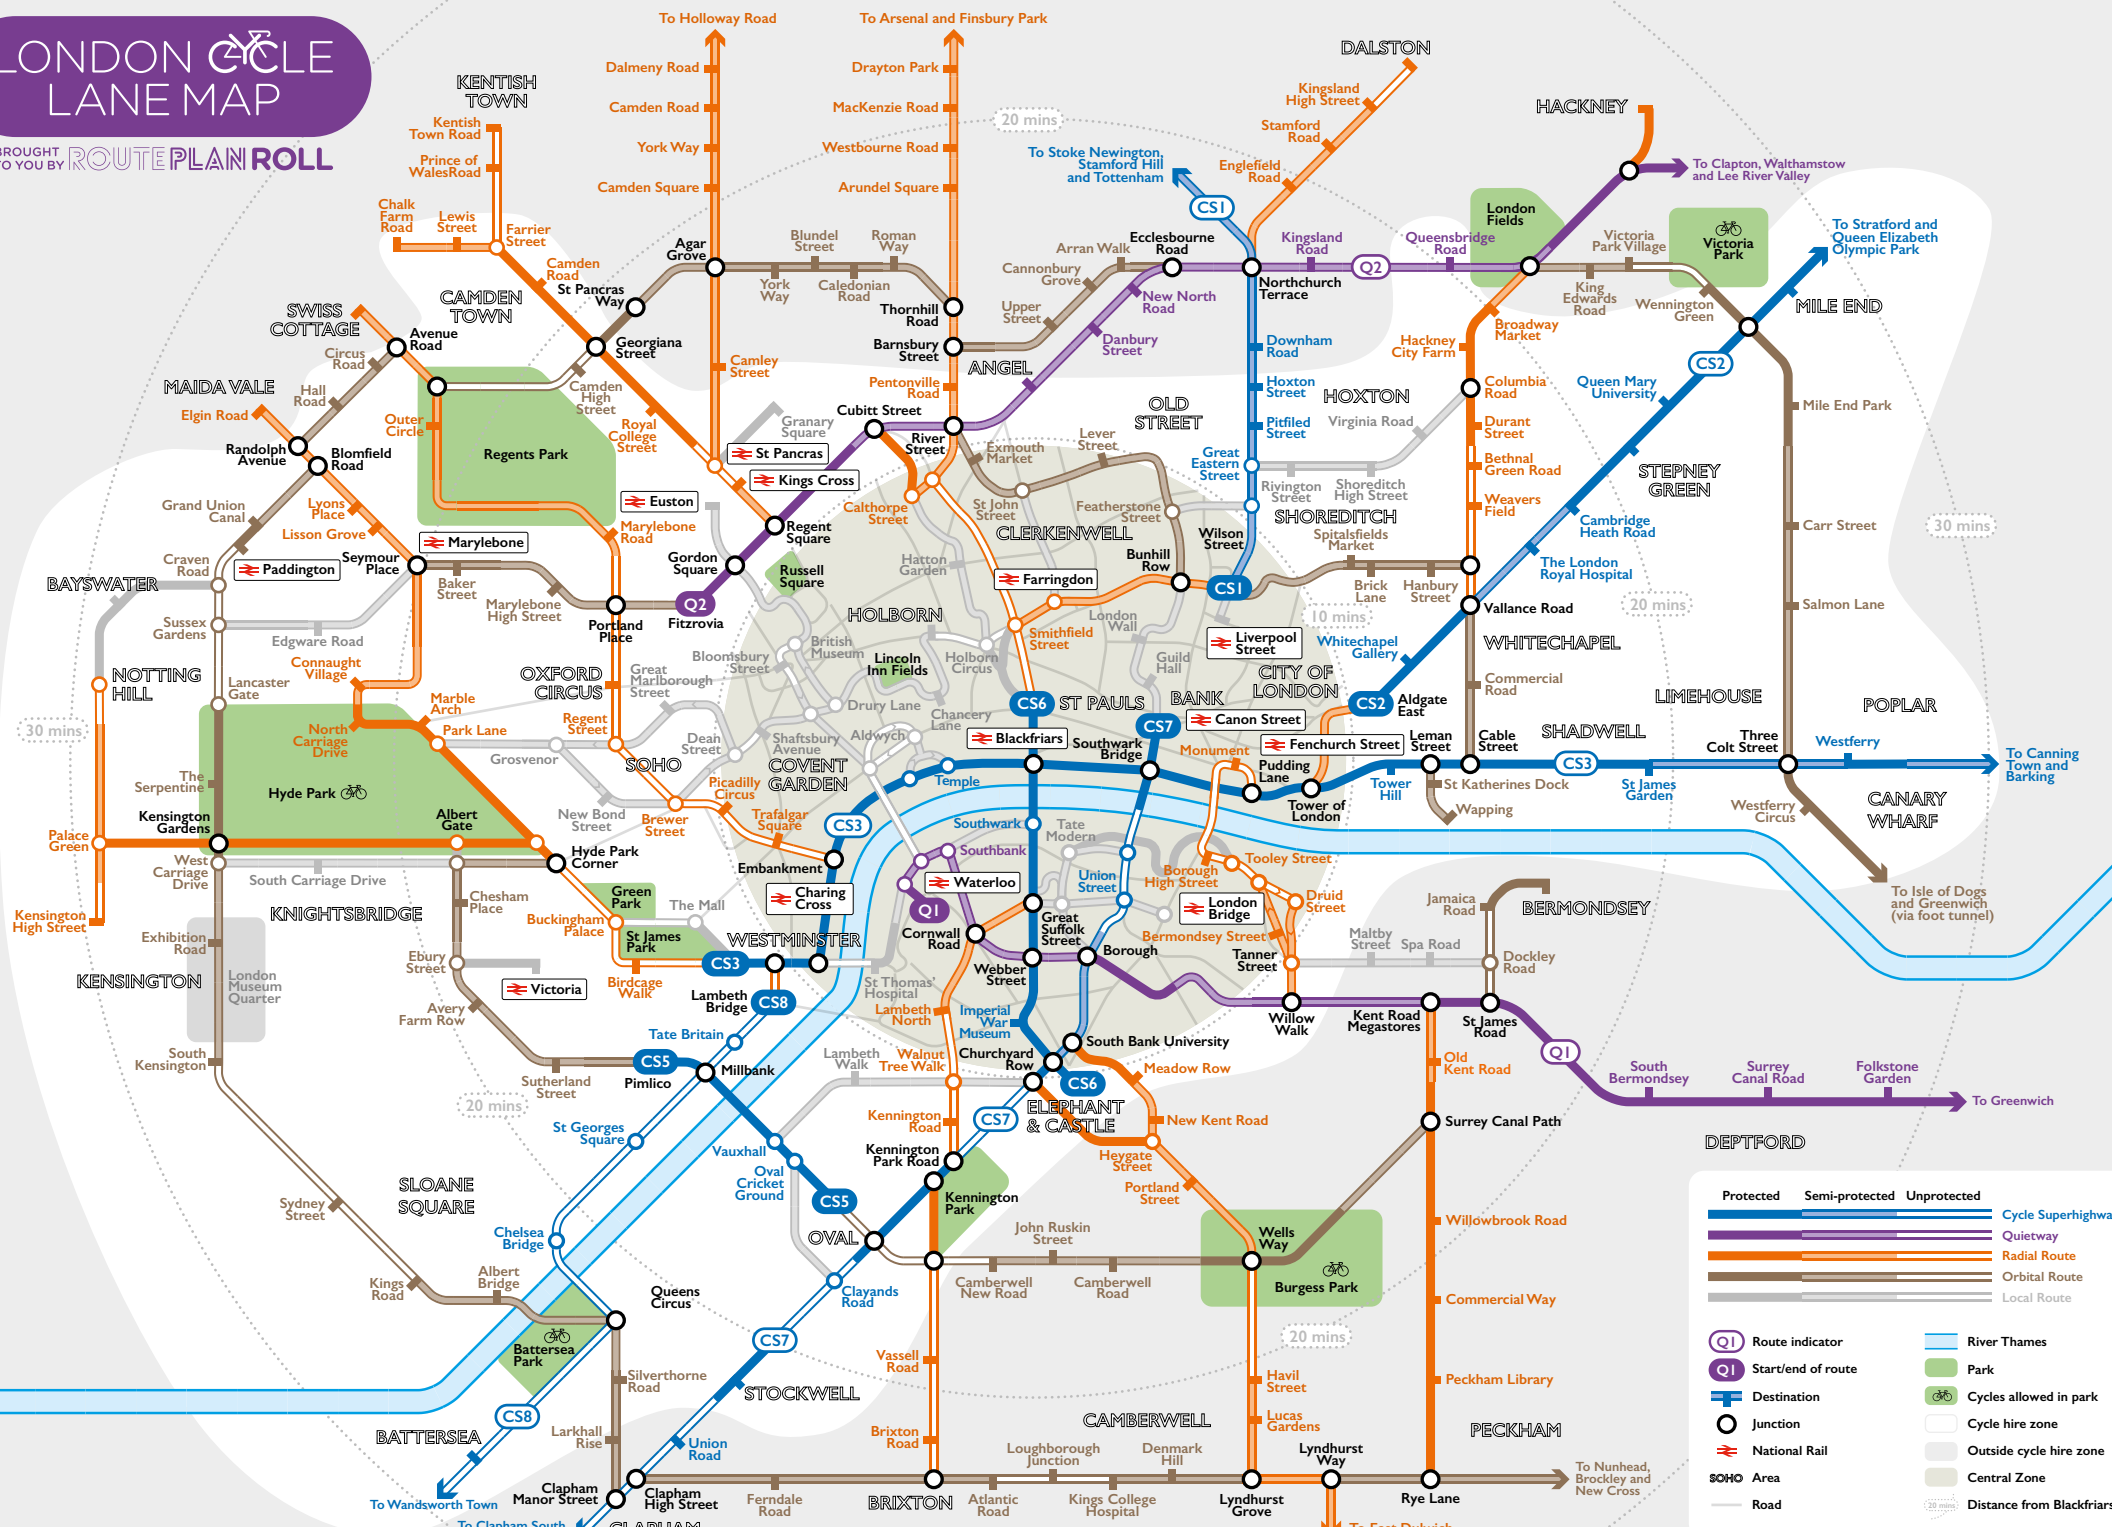 LONDON CYCLE
LANE MAP
BROUGHT
TO YOU BY
ROUTEPLANROLL
To Holloway Road
Dalmeny Road
Camden Road
York Way
Camden Square
To Arsenal and Finsbury Park
Drayton Park
MacKenzie Road
Westbourne Road
Arundel Square
KENTISH
TOWN
Kentish
Town Road
Prince of
WalesRoad
Chalk
Farm
Road
Lewis
Street
Farrier
Street
Camden
Road
St Pancras
Way
Agar
Grove
Blundel
Street
Roman
Way
York
Way
Caledonian
Road
Thornhill
Road
Barnsbury
Street
Pentonville
Road
20 mins
DALSTON
Kingsland
High Street
Stamford
Road
Englefield
Road
To Stoke Newington,
Stamford Hill
and Tottenham
CS1
HACKNEY
To Clapton, Walthamstow
and Lee River Valley
London
Fields
Victoria
Park
Victoria
Park Village
King
Edwards
Road
Wennington
Green
To Stratford and
Queen Elizabeth
Olympic Park
MILE END
Arran Walk
Ecclesbourne
Road
Cannonbury
Grove
Upper
Street
New North
Road
Danbury
Street
Northchurch
Terrace
Kingsland
Road
Q2
Queensbridge
Road
SWISS
COTTAGE
CAMDEN
TOWN
Avenue
Road
Circus
Road
Hall
Road
MAIDA VALE
Elgin Road
Randolph
Avenue
Blomfield
Road
Outer
Circle
Regents Park
Georgiana
Street
Camden
High
Street
Royal
College
Street
Camley
Street
Granary
Square
St Pancras
Kings Cross
Euston
Cubitt Street
River
Street
ANGEL
Exmouth
Market
Lever
Street
OLD
STREET
Downham
Road
Hoxton
Street
Pitfiled
Street
Great
Eastern
Street
HOXTON
Virginia Road
Rivington
Street
Shoreditch
High Street
Hackney
City Farm
Broadway
Market
Columbia
Road
Durant
Street
Bethnal
Green Road
Weavers
Field
Queen Mary
University
CS2
STEPNEY
GREEN
Mile End Park
Carr Street
30 mins
Salmon Lane
Cambridge
Heath Road
The London
Royal Hospital
20 mins
Grand Union
Canal
Lyons
Place
Lisson Grove
Craven
Road
Paddington
Seymour
Place
Marylebone
Baker
Street
Marylebone
High Street
Marylebone
Road
BAYSWATER
Sussex
Gardens
Edgware Road
Portland
Place
Q2
Fitzrovia
Gordon
Square
Regent
Square
Russell
Square
Calthorpe
Street
St John
Street
CLERKENWELL
Featherstone
Street
Hatton
Garden
Farringdon
Bunhill
Row
Wilson
Street
CS1
SHOREDITCH
Spitalsfields
Market
Brick
Lane
Hanbury
Street
Vallance Road
10 mins
WHITECHAPEL
Whitechapel
Gallery
Commercial
Road
HOLBORN
British
Museum
Bloomsbury
Street
Lincoln
Inn Fields
Holborn
Circus
Smithfield
Street
London
Wall
Guild
Hall
Liverpool
Street
CITY OF
LONDON
CS2
Aldgate
East
NOTTING
HILL
Connaught
Village
Lancaster
Gate
30 mins
Marble
Arch
North
Carriage
Drive
Park Lane
OXFORD
CIRCUS
Great
Marlborough
Street
Regent
Street
Dean
Street
Drury Lane
Chancery
Lane
Shaftsbury
Avenue
Aldwych
CS6
ST PAULS
BANK
CS7
Canon Street
Blackfriars
Southwark
Bridge
Fenchurch Street
Monument
Pudding
Lane
Tower of
London
Tower
Hill
Leman
Street
Cable
Street
SHADWELL
CS3
St James
Garden
LIMEHOUSE
POPLAR
Three
Colt Street
Westferry
To Canning
Town and
Barking
Grosvenor
SOHO
COVENT
GARDEN
Temple
The
Serpentine
Hyde Park
Albert
Gate
Kensington
Gardens
Palace
Green
New Bond
Street
Brewer
Street
Picadilly
Circus
Trafalgar
Square
CS3
Embankment
Southwark
Tate
Modern
Southbank
Union
Street
Borough
High Street
Tooley Street
St Katherines Dock
Wapping
Westferry
Circus
CANARY
WHARF
West
Carriage
Drive
South Carriage Drive
Hyde Park
Corner
Kensington
High Street
Chesham
Place
KNIGHTSBRIDGE
Green
Park
The Mall
Charing
Cross
Waterloo
Q1
London
Bridge
Druid
Street
Bermondsey Street
Jamaica
Road
BERMONDSEY
To Isle of Dogs
and Greenwich
(via foot tunnel)
Exhibition
Road
London
Museum
Quarter
KENSINGTON
Ebury
Street
Buckingham
Palace
St James
Park
WESTMINSTER
CS3
Birdcage
Walk
Victoria
Lambeth
Bridge
CS8
St Thomas'
Hospital
Cornwall
Road
Great
Suffolk
Street
Webber
Street
Borough
Tanner
Street
Maltby
Street
Spa Road
Dockley
Road
Avery
Farm Row
Lambeth
North
Imperial
War
Museum
Willow
Walk
Kent Road
Megastores
St James
Road
South
Kensington
Tate Britain
CS5
Pimlico
Millbank
Sutherland
Street
20 mins
Lambeth
Walk
Walnut
Tree Walk
Churchyard
Row
South Bank University
CS6
Meadow Row
Old
Kent Road
Q1
South
Bermondsey
Surrey
Canal Road
Folkstone
Garden
To Greenwich
St Georges
Square
Vauxhall
Oval
Cricket
Ground
CS5
Kennington
Road
CS7
ELEPHANT
& CASTLE
New Kent Road
Heygate
Street
Portland
Street
Surrey Canal Path
DEPTFORD
Kennington
Park Road
Kennington
Park
Sydney
Street
SLOANE
SQUARE
Chelsea
Bridge
Albert
Bridge
Kings
Road
Queens
Circus
OVAL
Clayands
Road
John Ruskin
Street
Camberwell
New Road
Camberwell
Road
Wells
Way
Burgess Park
Willowbrook Road
Commercial Way
Battersea
Park
CS7
20 mins
Vassell
Road
Havil
Street
Lucas
Gardens
Peckham Library
Silverthorne
Road
STOCKWELL
CS8
BATTERSEA
Larkhall
Rise
Union
Road
Brixton
Road
CAMBERWELL
PECKHAM
Loughborough
Junction
Denmark
Hill
Lyndhurst
Way
To Wandsworth Town
Clapham
Manor Street
Clapham
High Street
Ferndale
Road
BRIXTON
Atlantic
Road
Kings College
Hospital
Lyndhurst
Grove
Rye Lane
To Nunhead,
Brockley and
New Cross
To Clapham South
CLAPHAM
To East Dulwich
Protected Semi-protected Unprotected
Cycle Superhighwa
Quietway
Radial Route
Orbital Route
Local Route
Q1 Route indicator
Q1 Start/end of route
Destination
Junction
National Rail
SOHO Area
Road
River Thames
Park
Cycles allowed in park
Cycle hire zone
Outside cycle hire zone
Central Zone
20 mins Distance from Blackfriars